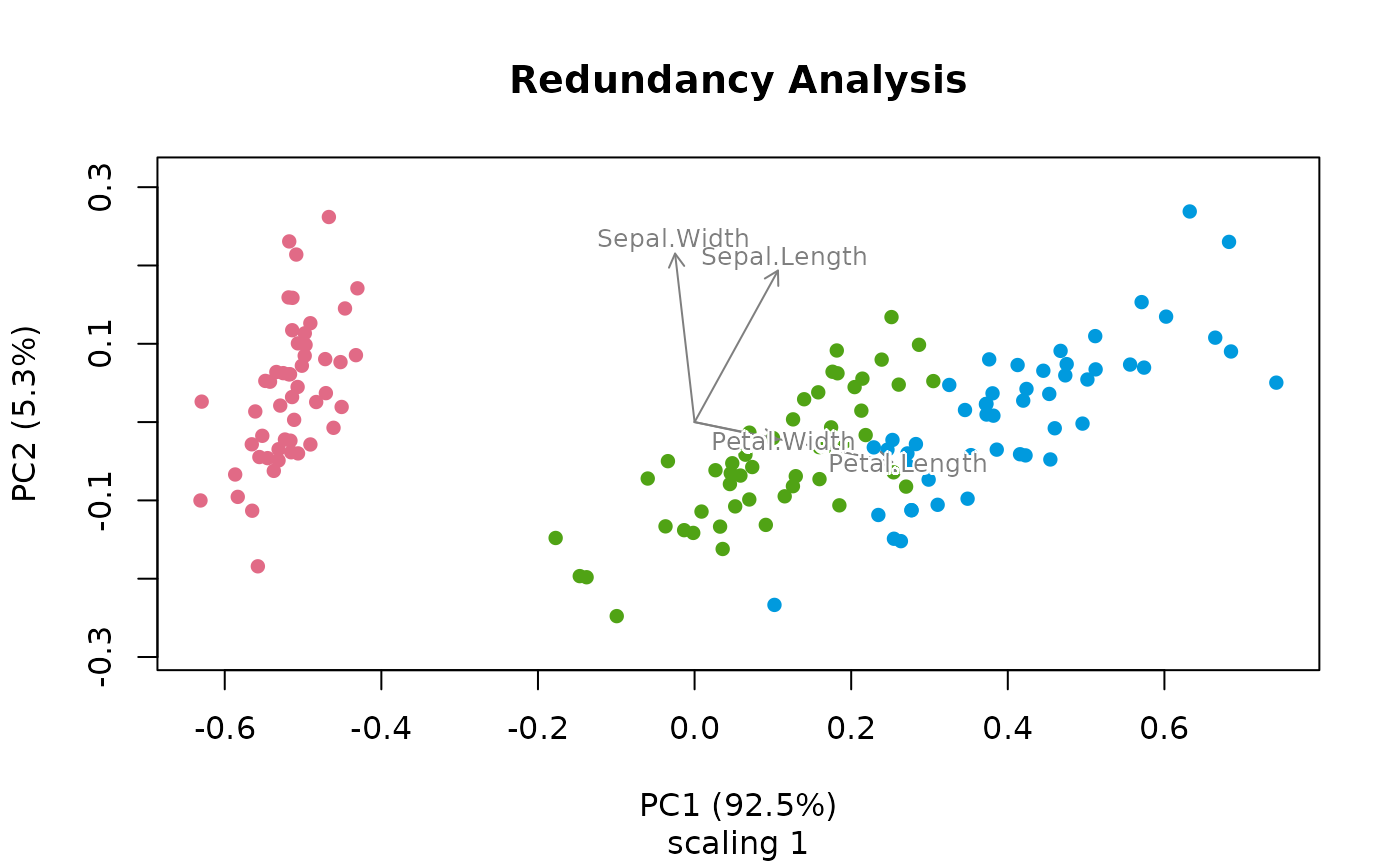 Redundancy Analysis
PC2 (5.3%)
0.3
0.1
-0.1
-0.3
Sepal.Width
Sepal.Length
Petal.Width
Petal.Length
-0.6 -0.4 -0.2 0.0 0.2 0.4 0.6
PC1 (92.5%)
scaling 1